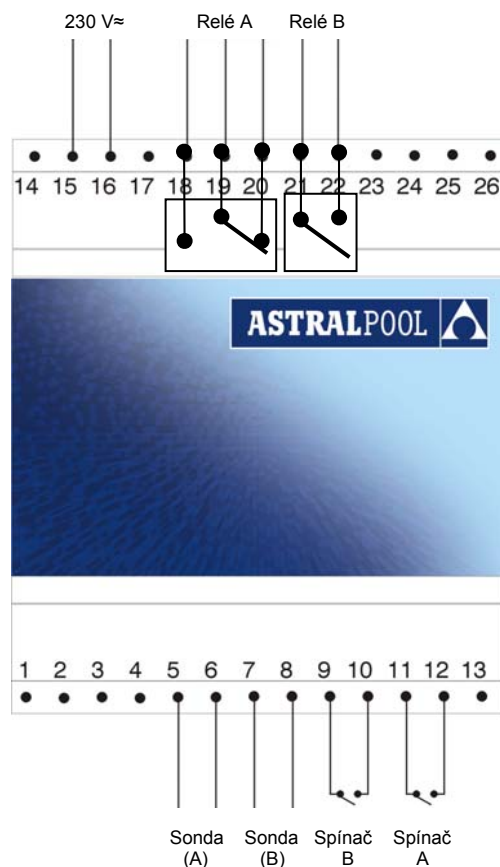 230 V≂ Relé A Relé B
14 15 16 17 18 19 20 21 22 23 24 25 26
ASTRALPOOL
1 2 3 4 5 6 7 8 9 10 11 12 13
Sonda Sonda Spínač Spínač
(A) (B) B A